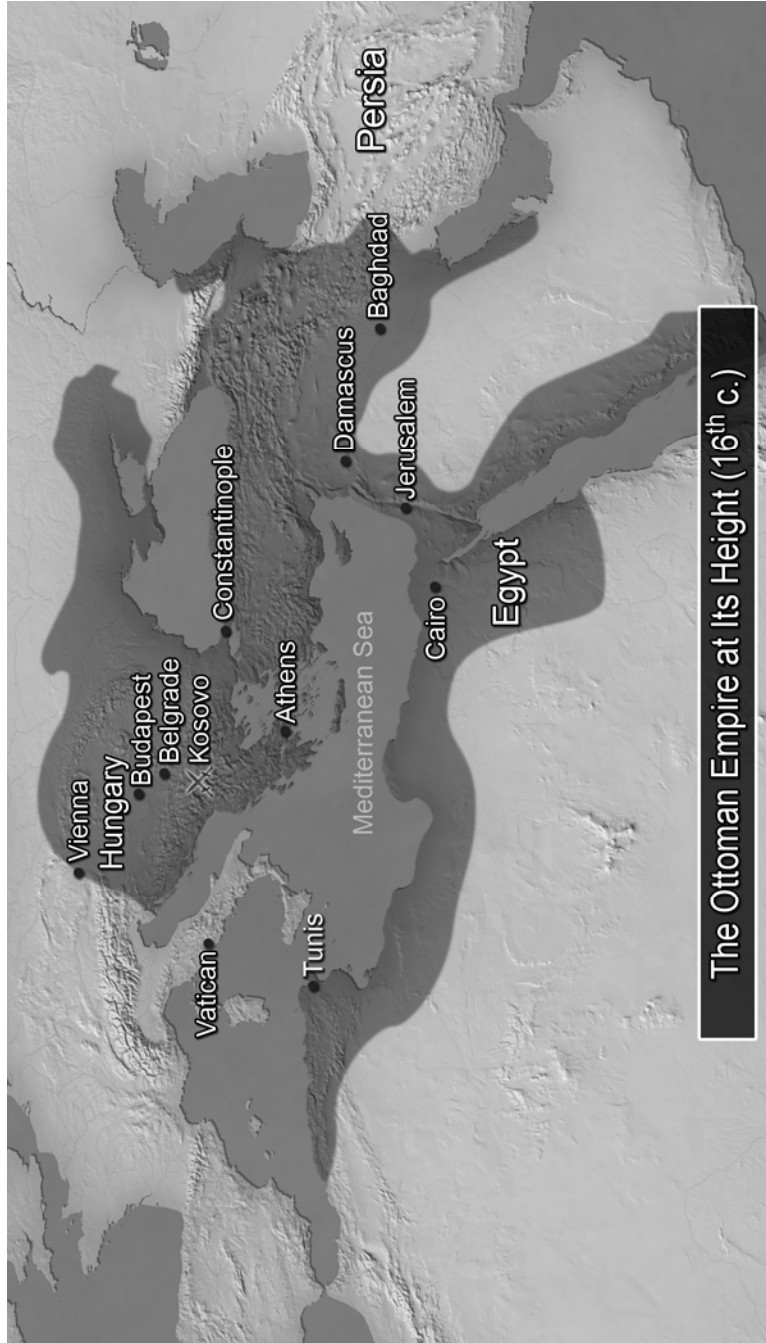 Vienna
Hungary
Budapest
Belgrade
Kosovo
Vatican
Constantinople
Athens
Tunis
Mediterranean Sea
Persia
Damascus
Baghdad
Jerusalem
Cairo
Egypt
The Ottoman Empire at Its Height (16th c.)